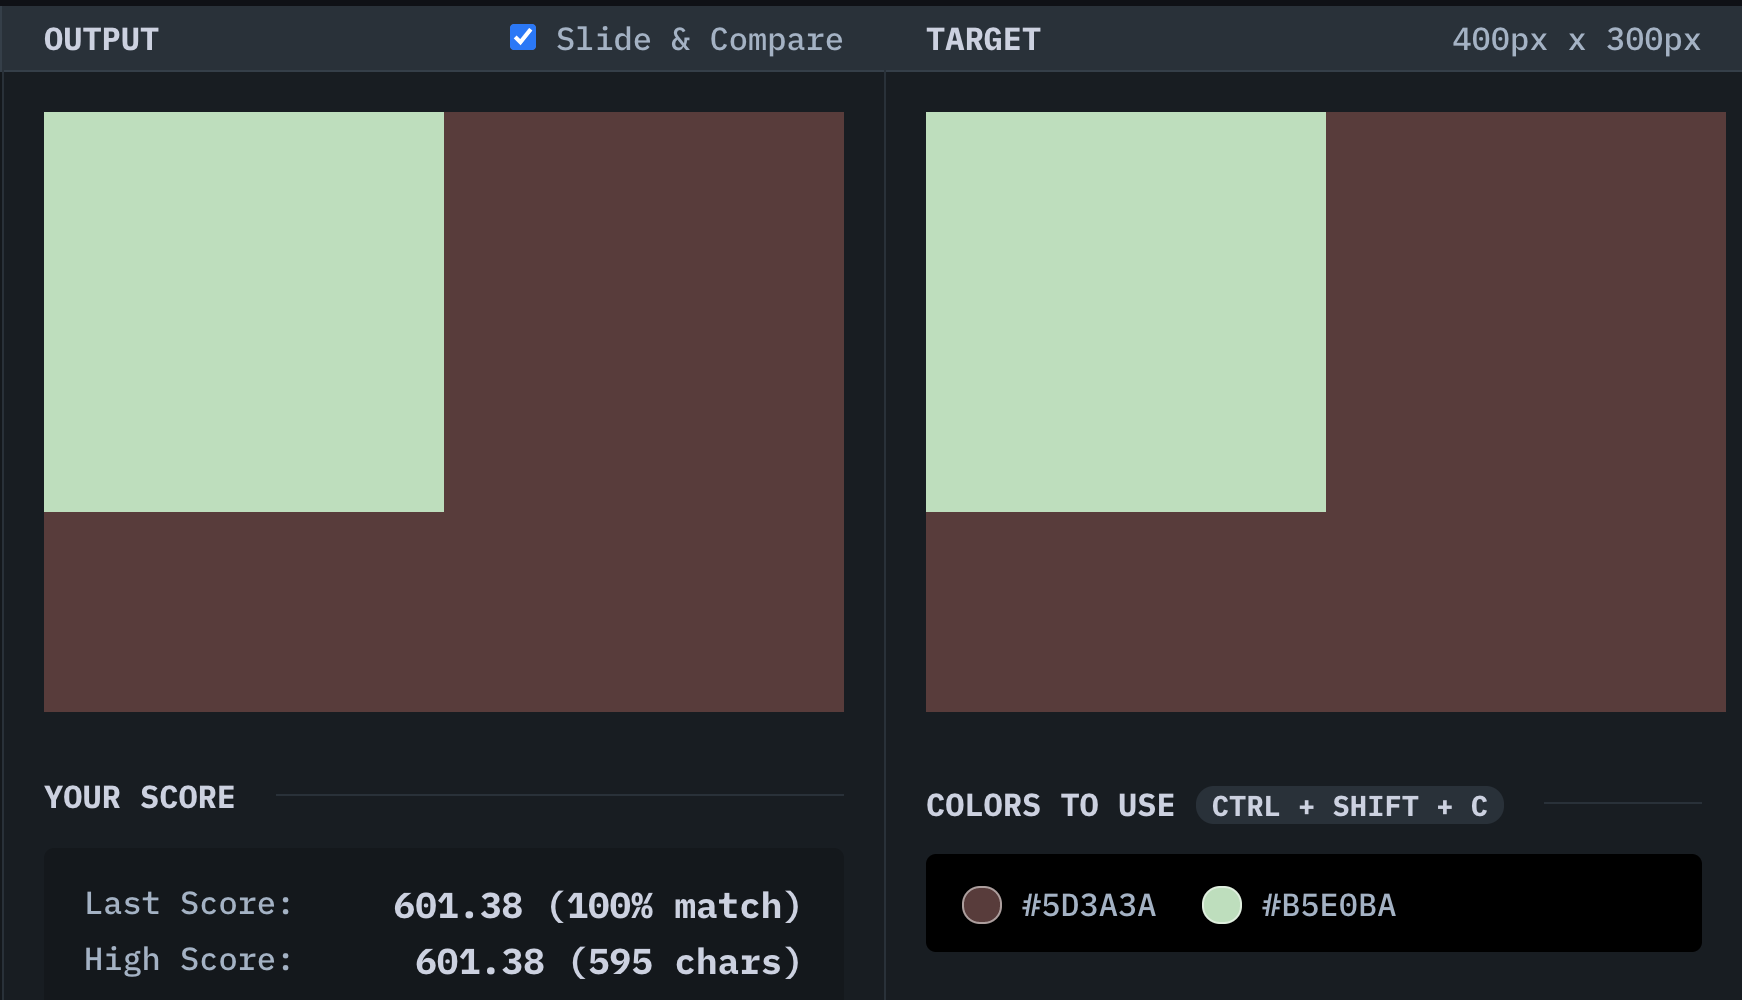 OUTPUT
Slide & Compare
TARGET
400px x 300px
YOUR SCORE
Last Score: 601.38 (100% match)
High Score: 601.38 (595 chars)
COLORS TO USE CTRL + SHIFT + C
#5D3A3A #B5E0BA